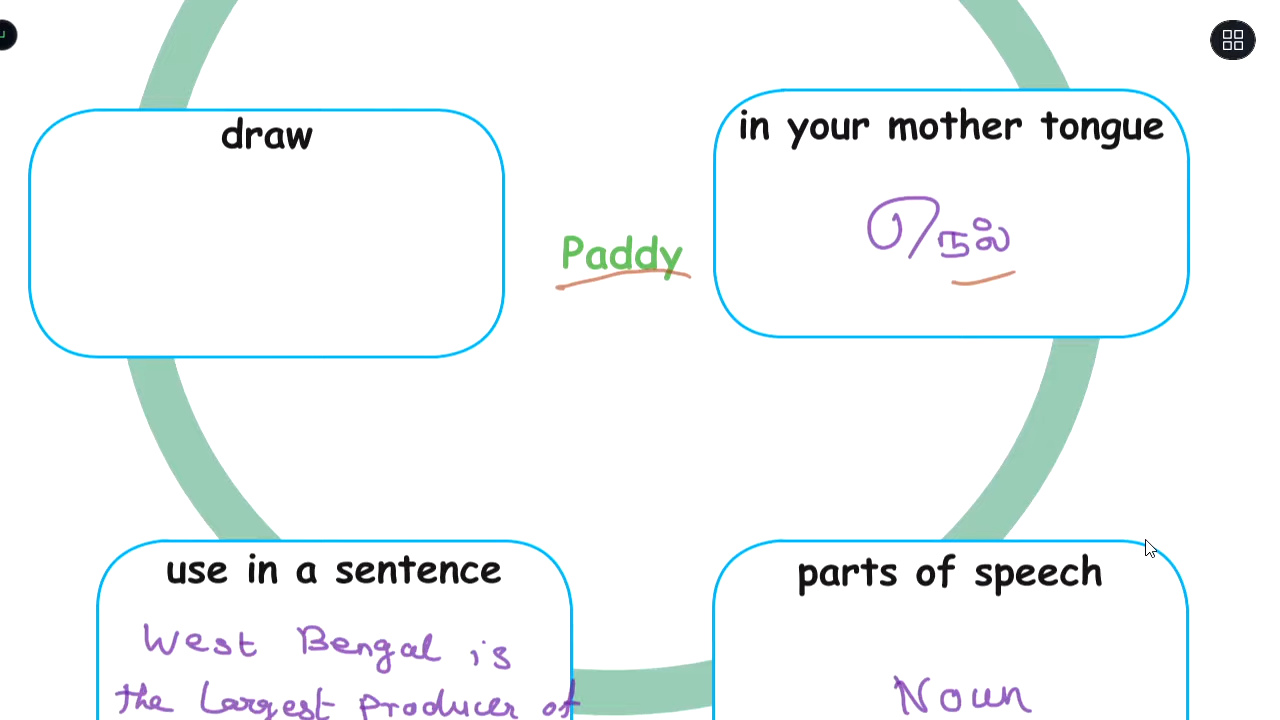 draw
in your mother tongue
நெல்
Paddy
use in a sentence
West Bengal is
the largest producer of
parts of speech
Noun